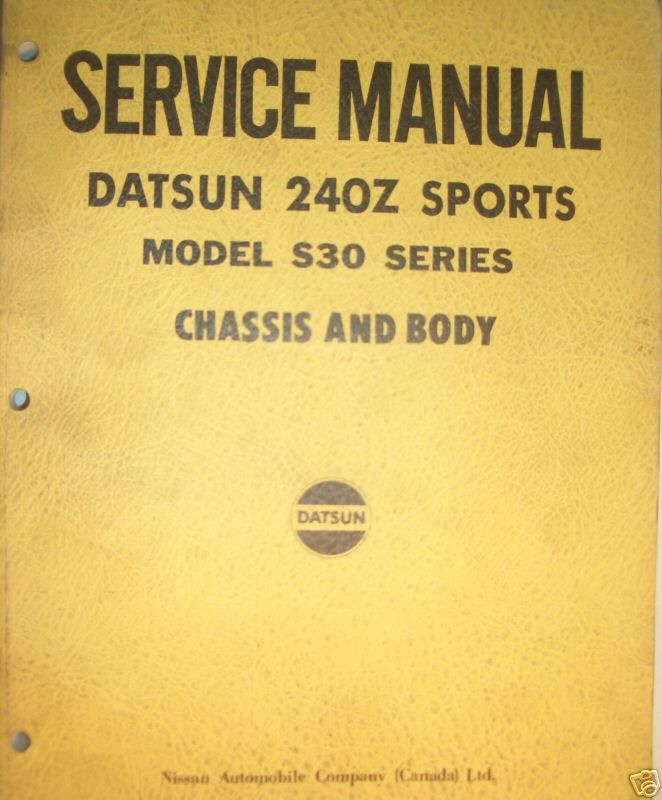 SERVICE MANUAL
DATSUN 240Z SPORTS
MODEL S30 SERIES
CHASSIS AND BODY
DATSUN
Nissan Automobile Company (Canada) Ltd.